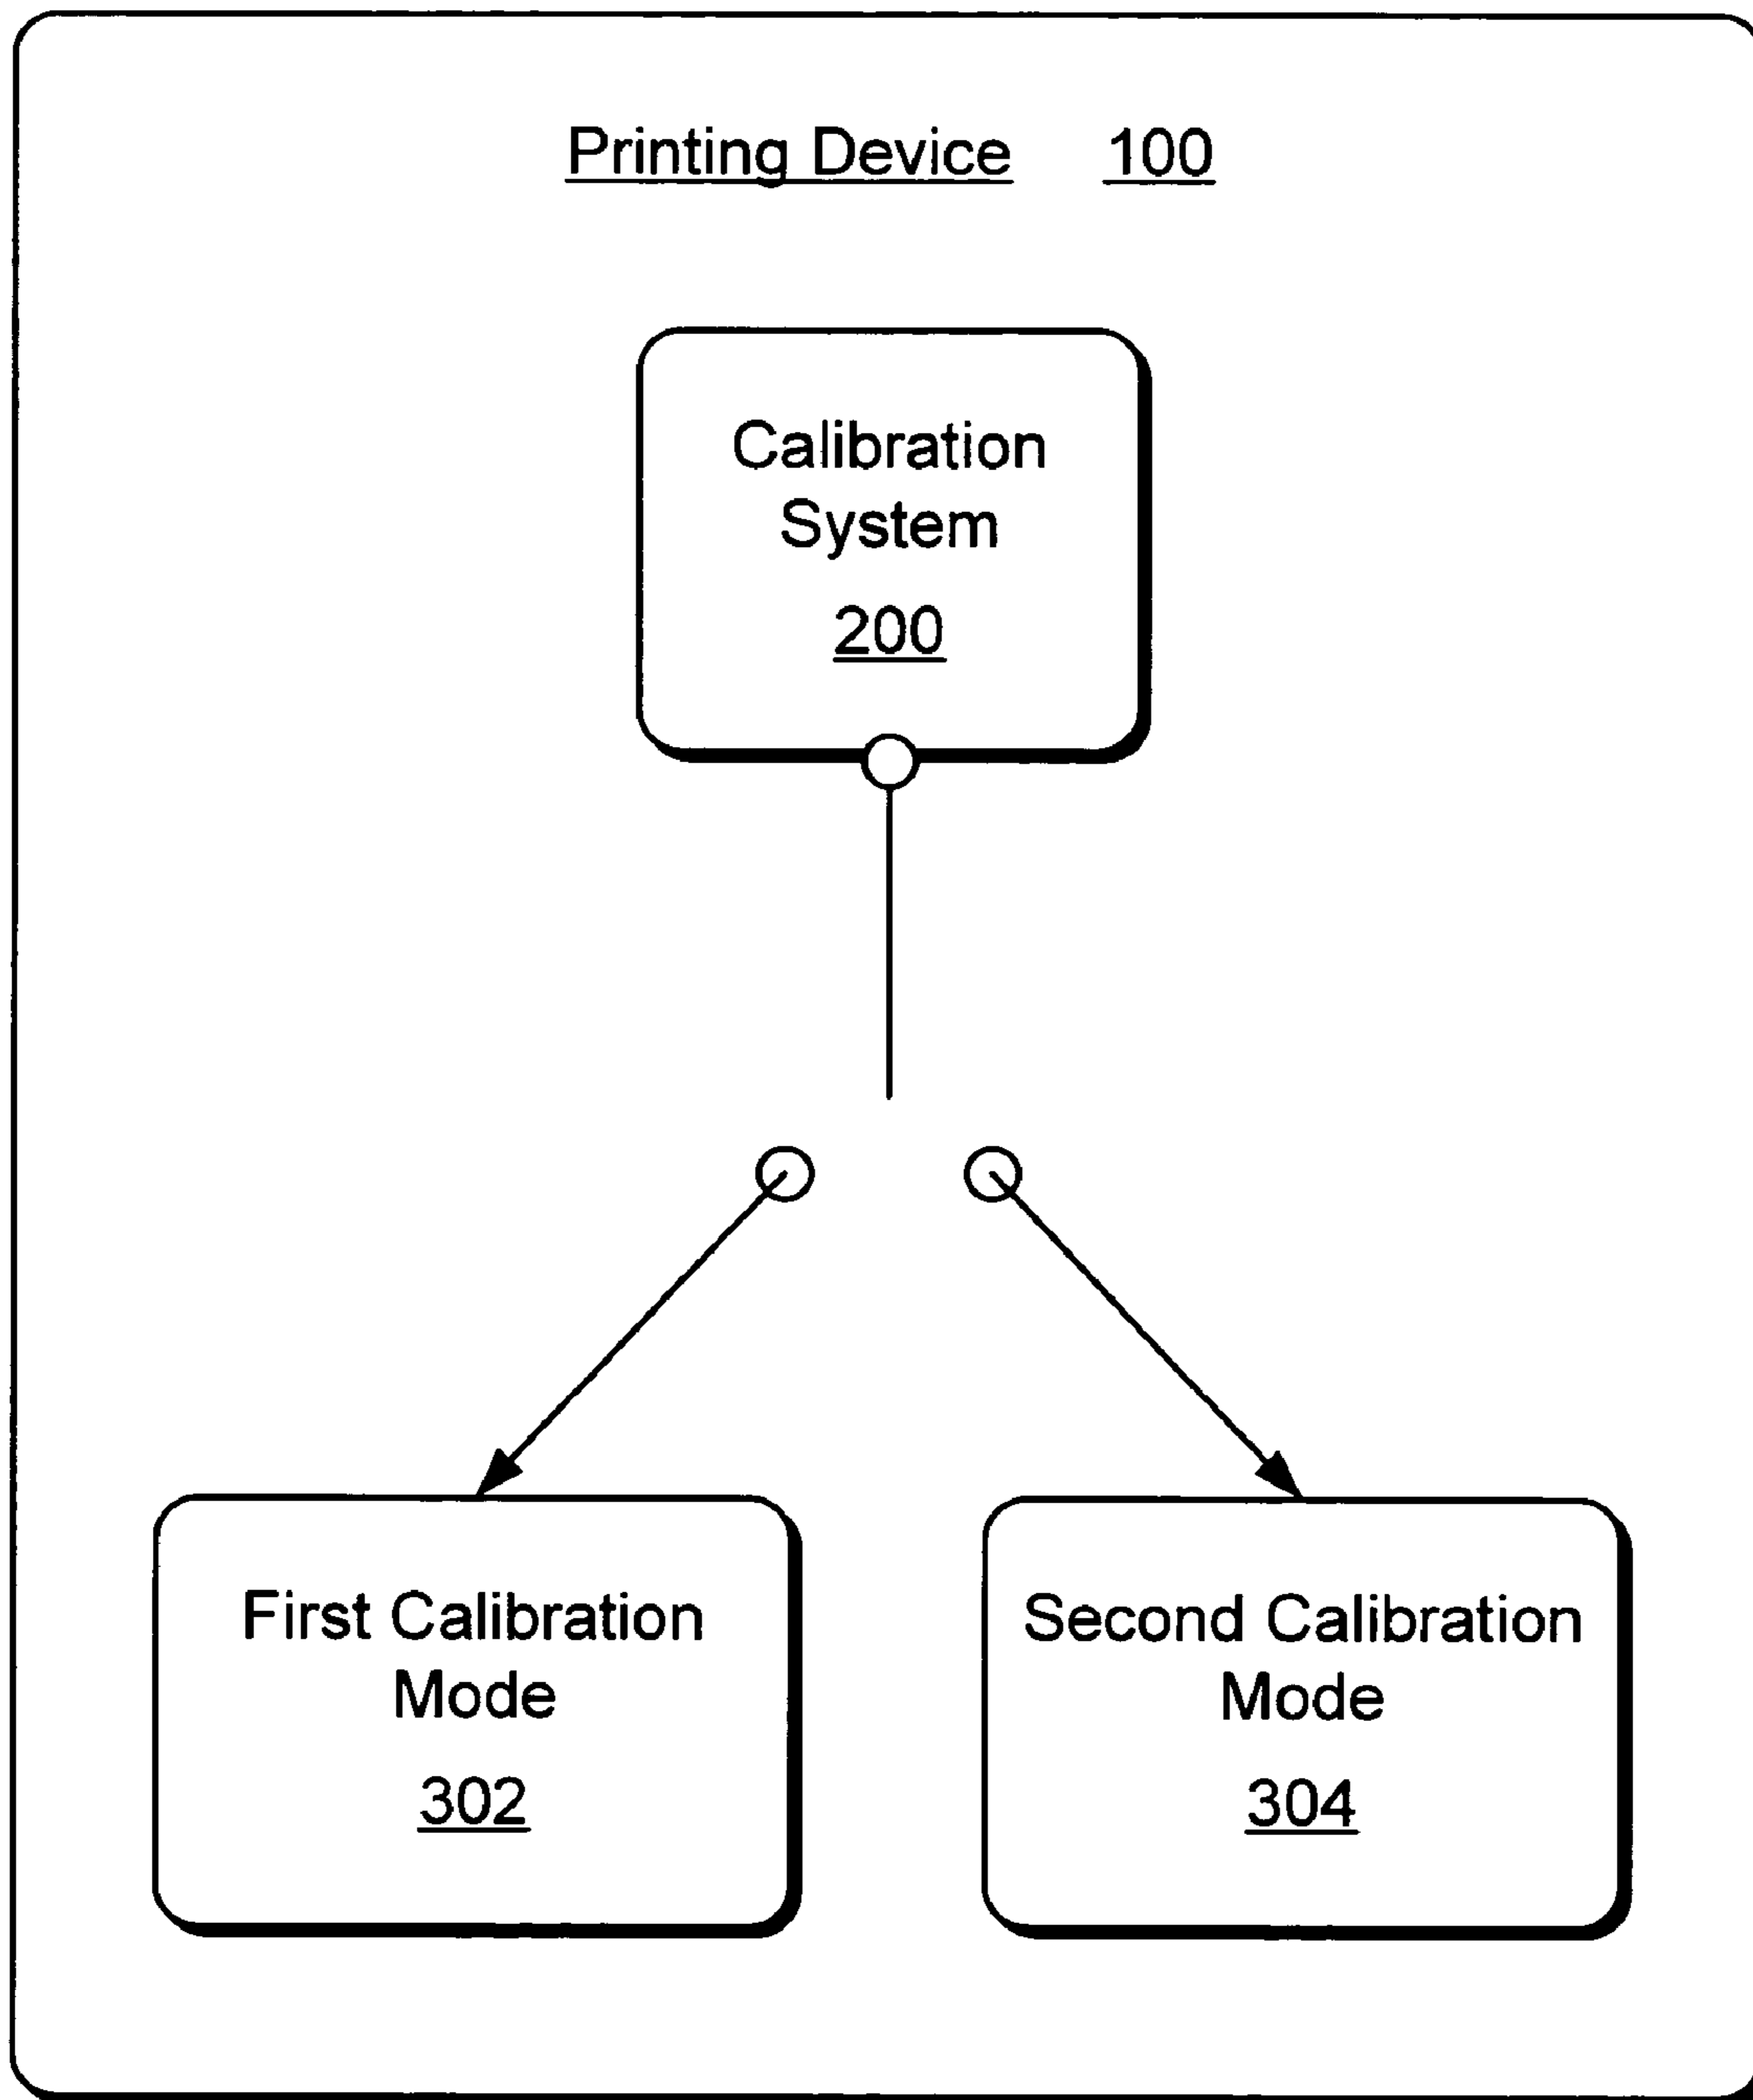 Printing Device 100
Calibration
System
200
First Calibration
Mode
302
Second Calibration
Mode
304